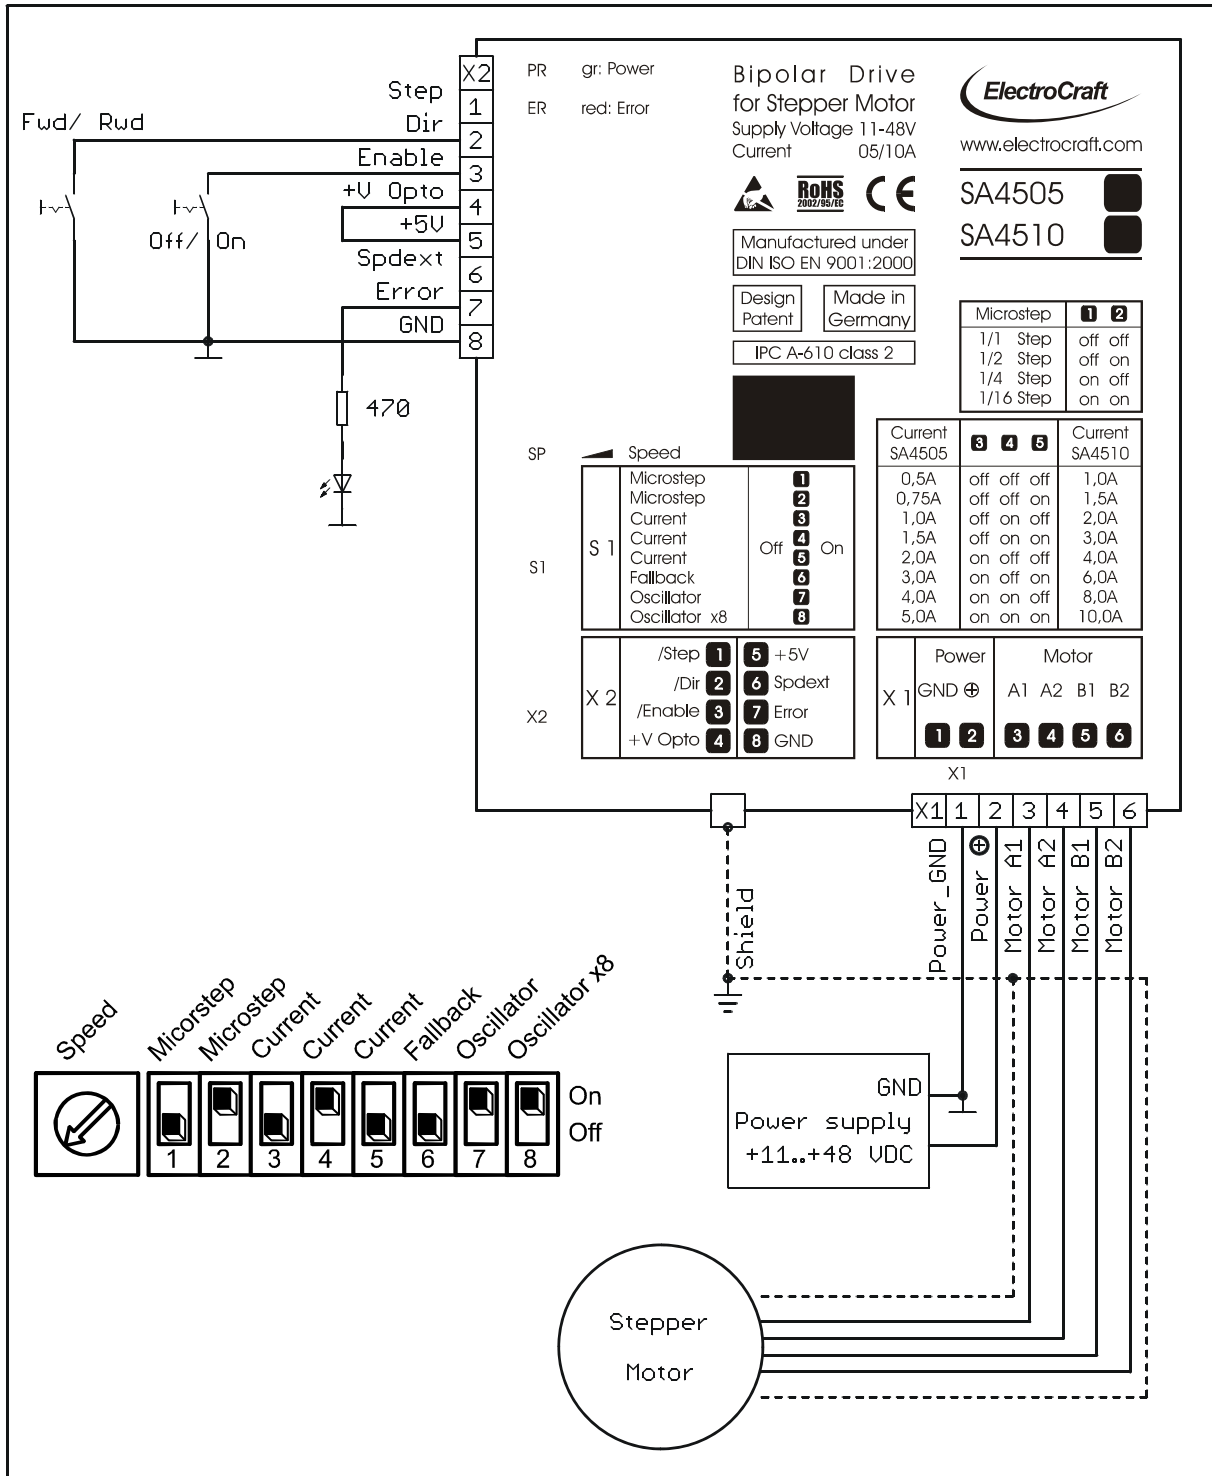 X2
Step
1
Dir
2
Fwd/ Rwd
Enable
3
+V Opto
4
+5V
5
Off/ On
Spdext
6
Error
7
GND
8
470
PR gr: Power
ER red: Error
Bipolar Drive
for Stepper Motor
Supply Voltage 11-48V
Current 05/10A
RoHS
2002/95/EC
CE
Manufactured under
DIN ISO EN 9001:2000
Design
Patent
Made in
Germany
IPC A-610 class 2
ElectroCraft
www.electrocraft.com
SA4505
SA4510
Microstep 1 2
1/1 Step off off
1/2 Step off on
1/4 Step on off
1/16 Step on on
Current
SA4505
3 4 5
Current
SA4510
0,5A off off off 1,0A
0,75A off off on 1,5A
1,0A off on off 2,0A
1,5A off on on 3,0A
2,0A on off off 4,0A
3,0A on off on 6,0A
4,0A on on off 8,0A
5,0A on on on 10,0A
SP Speed
S1
S 1
Microstep 1
Microstep 2
Current 3
Current 4
Current 5
Fallback 6
Oscillator 7
Oscillator x8 8
Off On
X2
X 2
/Step 1 5 +5V
/Dir 2 6 Spdext
/Enable 3 7 Error
+V Opto 4 8 GND
X 1
Power Motor
GND ⊕ A1 A2 B1 B2
1 2 3 4 5 6
X1
X1 1 2 3 4 5 6
Power_GND
Power ⊕
Motor A1
Motor A2
Motor B1
Motor B2
Shield
Speed
Micorstep
Microstep
Current
Current
Current
Fallback
Oscillator
Oscillator x8
On
Off
1 2 3 4 5 6 7 8
GND
Power supply
+11..+48 VDC
Stepper
Motor